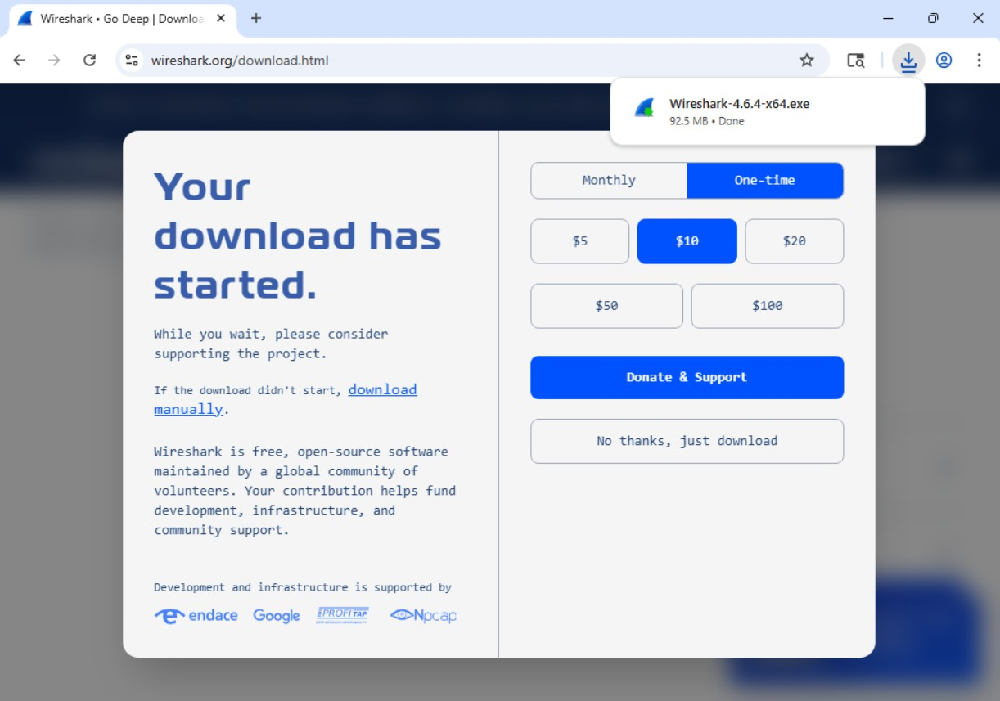 Wireshark • Go Deep | Downloa
wireshark.org/download.html
Wireshark-4.6.4-x64.exe
92.5 MB • Done
Your
download has
started.
While you wait, please consider
supporting the project.
If the download didn't start, download
manually.
Wireshark is free, open-source software
maintained by a global community of
volunteers. Your contribution helps fund
development, infrastructure, and
community support.
Development and infrastructure is supported by
endace Google PROFITAP Npcap
Monthly One-time
$5 $10 $20
$50 $100
Donate & Support
No thanks, just download